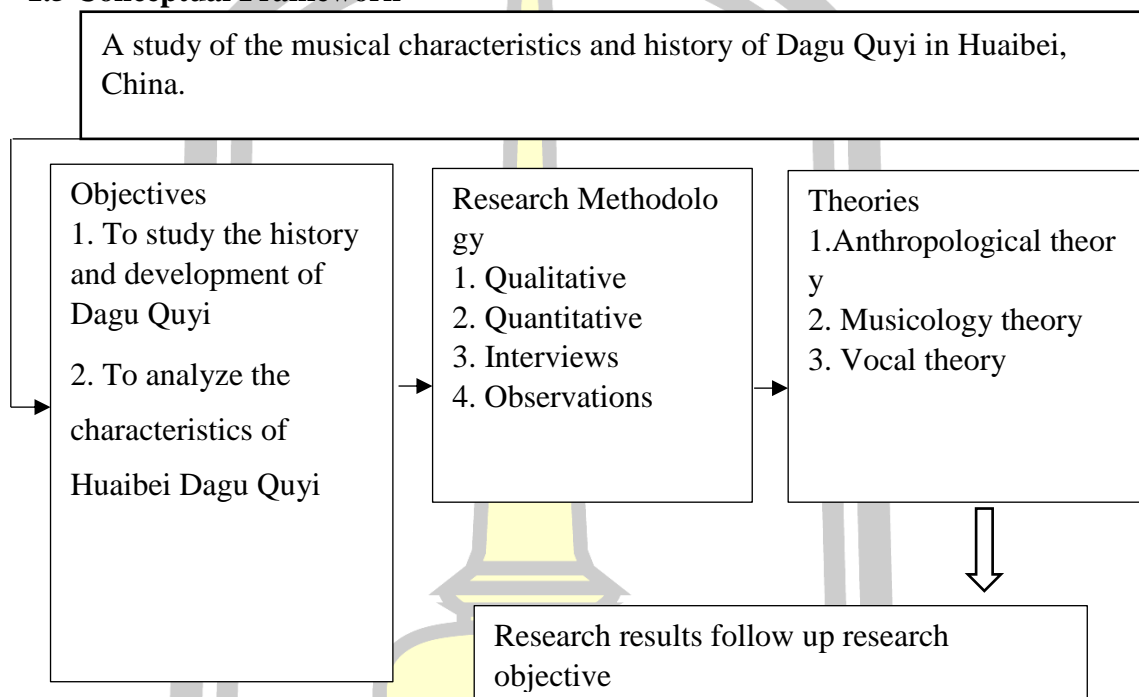 A study of the musical characteristics and history of Dagu Quyi in Huaibei,
China.
Objectives
1. To study the history
and development of
Dagu Quyi
2. To analyze the
characteristics of
Huaibei Dagu Quyi
Research Methodolo
gy
1. Qualitative
2. Quantitative
3. Interviews
4. Observations
Theories
1.Anthropological theor
y
2. Musicology theory
3. Vocal theory
Research results follow up research
objective